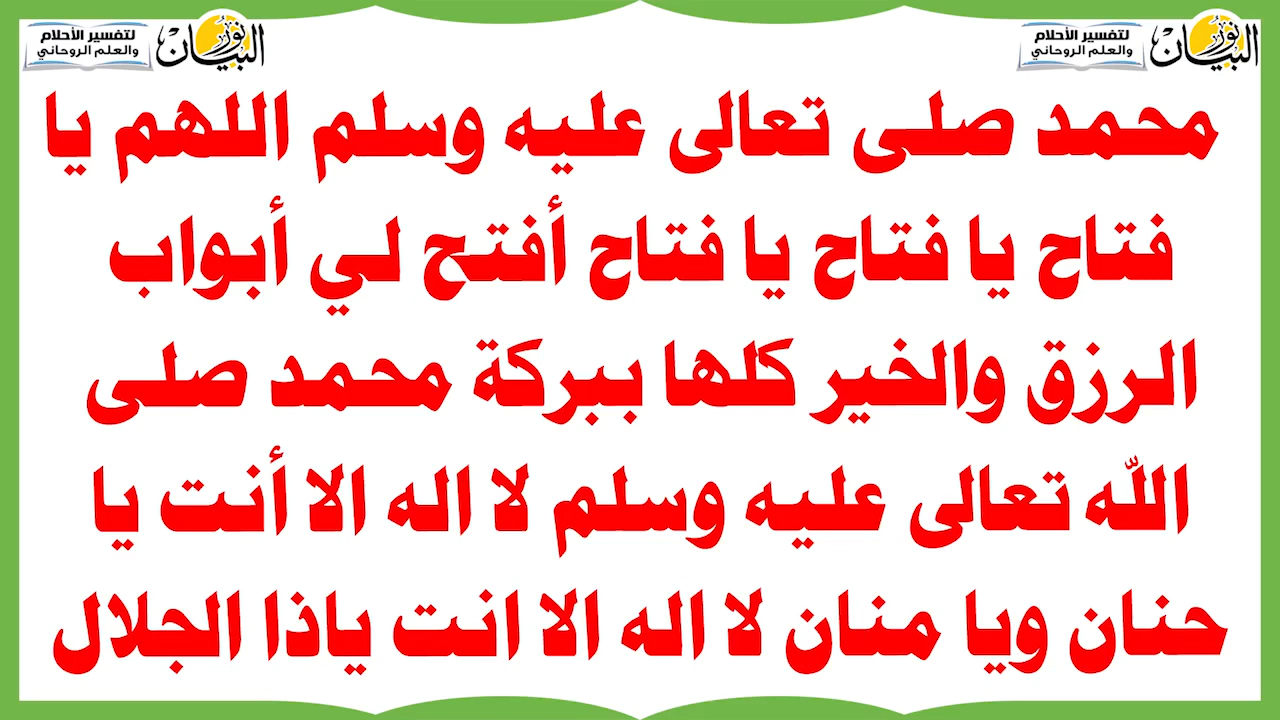 نور البيان
لتفسير الأحلام
والعلم الروحاني
نور البيان
لتفسير الأحلام
والعلم الروحاني
محمد صلى تعالى عليه وسلم اللهم يا
فتاح يا فتاح يا فتاح أفتح لي أبواب
الرزق والخير كلها ببركة محمد صلى
الله تعالى عليه وسلم لا اله الا أنت يا
حنان ويا منان لا اله الا انت ياذا الجلال